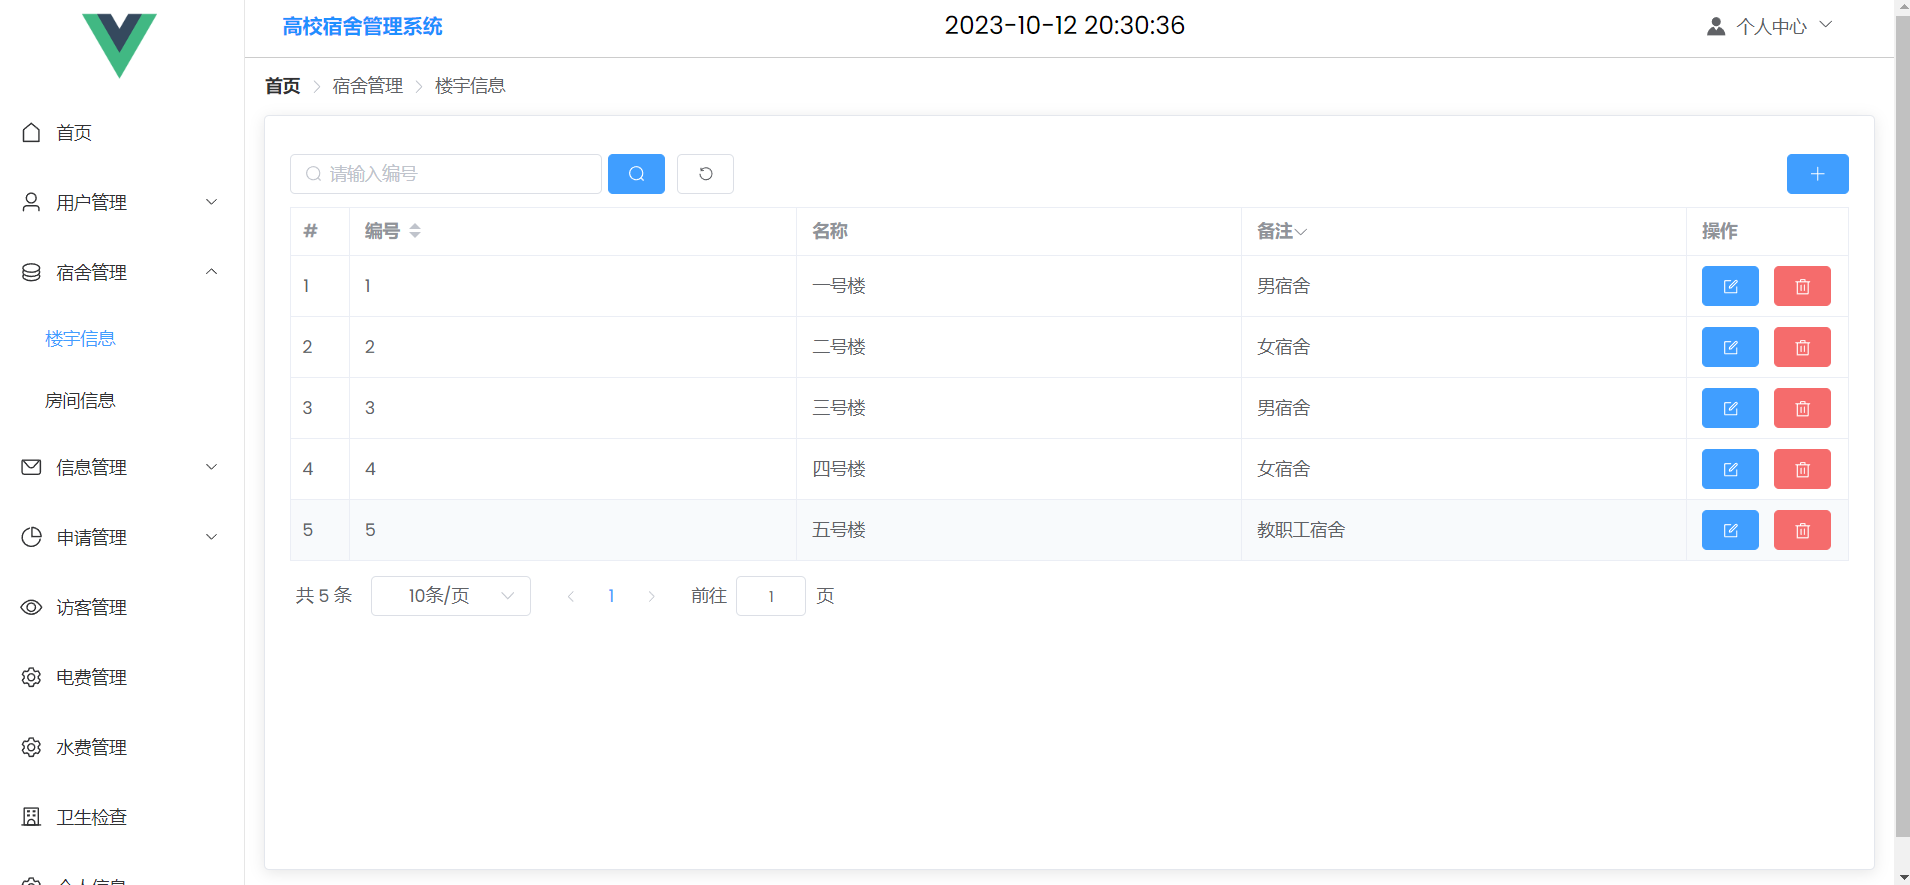 高校宿舍管理系统
2023-10-12 20:30:36
个人中心
首页
用户管理
宿舍管理
楼宇信息
房间信息
信息管理
申请管理
访客管理
电费管理
水费管理
卫生检查
个人信息
首页 宿舍管理 楼宇信息
请输入编号
# 编号 名称 备注 操作
1 1 一号楼 男宿舍
2 2 二号楼 女宿舍
3 3 三号楼 男宿舍
4 4 四号楼 女宿舍
5 5 五号楼 教职工宿舍
共 5 条 10条/页 1 前往 1 页